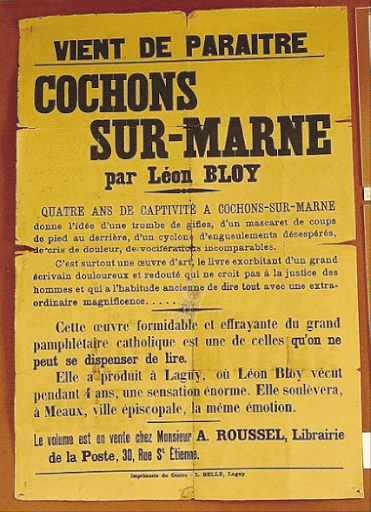 VIENT DE PARAITRE
COCHONS
SUR-MARNE
par Léon BLOY
QUATRE ANS DE CAPTIVITÉ A COCHONS-SUR-MARNE
donne l'idée d'une trombe de gifles, d'un mascaret de coups
de pied au derrière, d'un cyclone d'engueulements désespérés,
de cris de douleur, de vociférations incomparables.
C'est surtout une œuvre d'art, le livre exorbitant d'un grand
écrivain douloureux et redouté qui ne croit pas à la justice des
hommes et qui a l'habitude ancienne de dire tout avec une extra-
ordinaire magnificence.....
Cette œuvre formidable et effrayante du grand
pamphlétaire catholique est une de celles qu'on ne
peut se dispenser de lire.
Elle a produit à Lagny, où Léon Bloy vécut
pendant 4 ans, une sensation énorme. Elle soulèvera,
à Meaux, ville épiscopale, la même émotion.
Le volume est en vente chez Monsieur A. ROUSSEL, Librairie
de la Poste, 30, Rue St Étienne.
Imprimerie du Centre - L. BELLE, Lagny